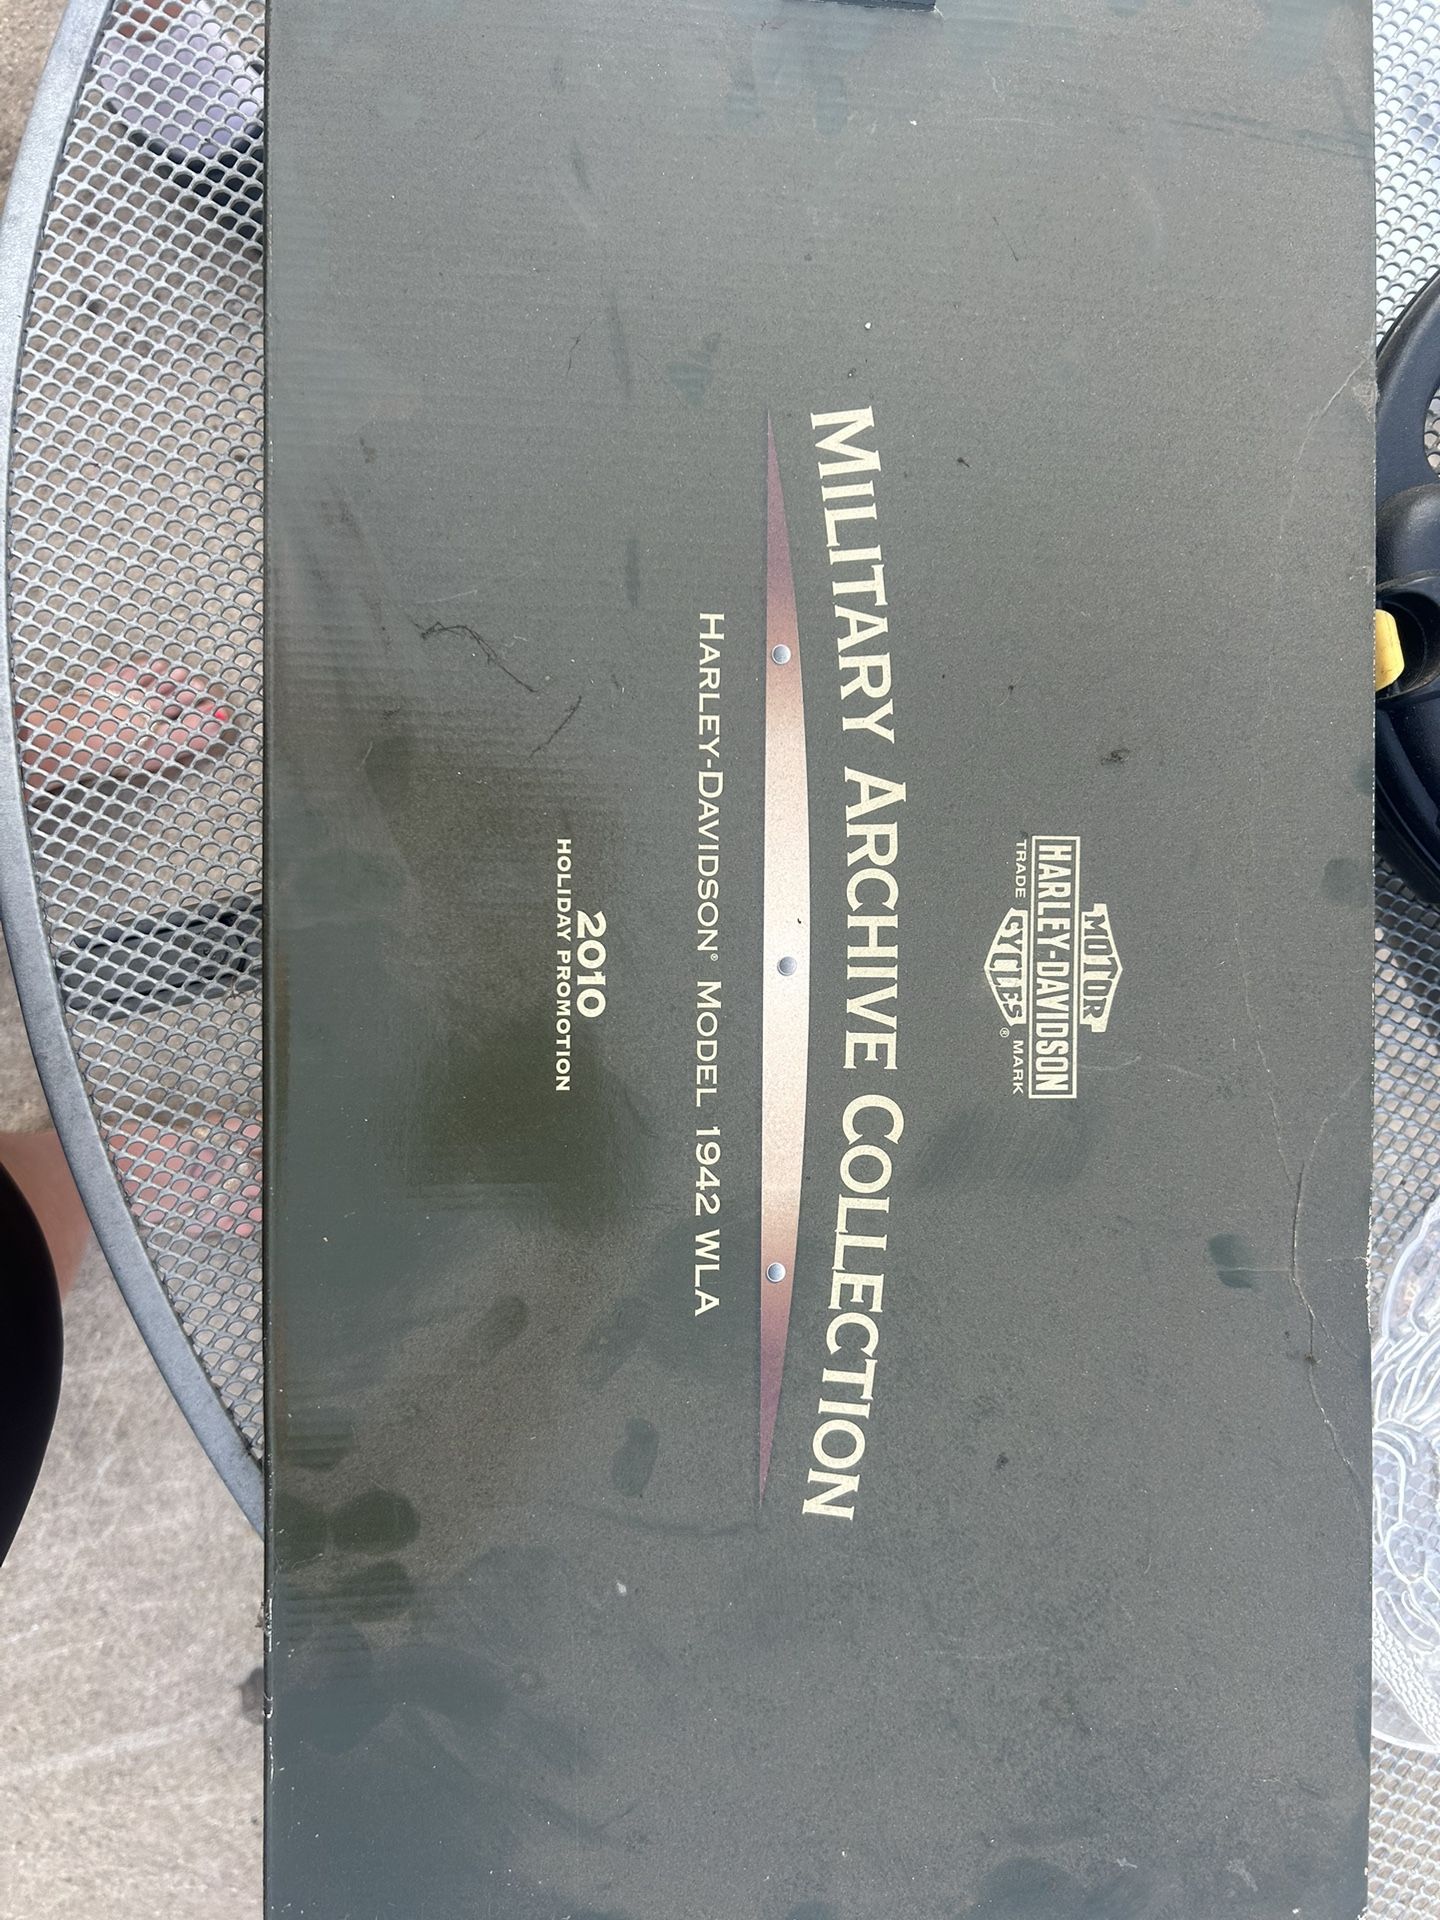 MOTOR
HARLEY-DAVIDSON
TRADE CYCLES® MARK
MILITARY ARCHIVE COLLECTION
HARLEY-DAVIDSON® MODEL 1942 WLA
2010
HOLIDAY PROMOTION